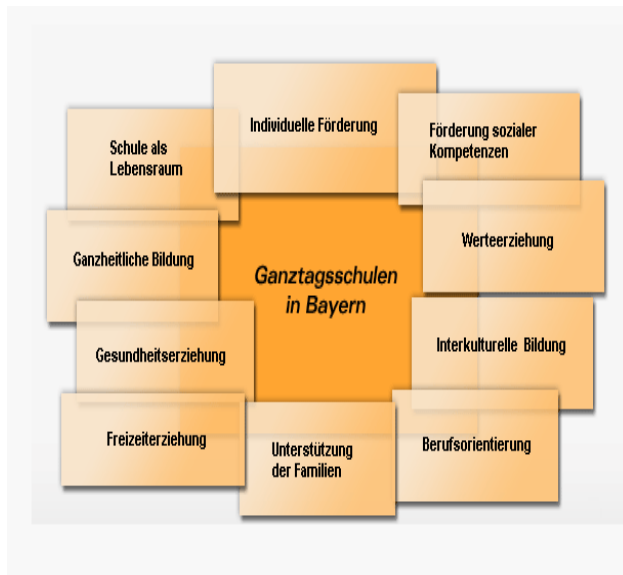 Individuelle Förderung
Förderung sozialer
Kompetenzen
Schule als
Lebensraum
Werteerziehung
Ganzheitliche Bildung
Ganztagsschulen
in Bayern
Interkulturelle Bildung
Gesundheitserziehung
Freizeiterziehung
Unterstützung
der Familien
Berufsorientierung